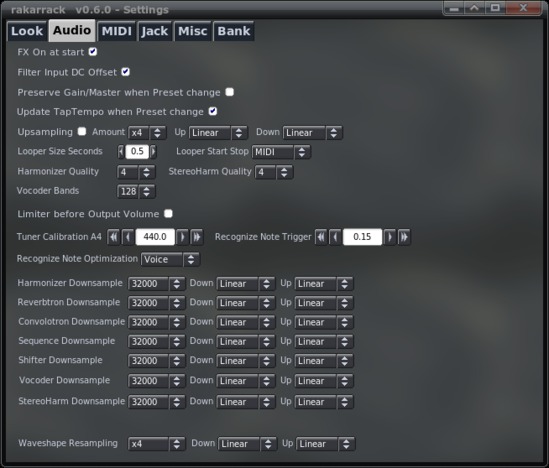 rakarrack v0.6.0 - Settings
Look Audio MIDI Jack Misc Bank
FX On at start
Filter Input DC Offset
Preserve Gain/Master when Preset change
Update TapTempo when Preset change
Upsampling Amount x4 Up Linear Down Linear
Looper Size Seconds 0.5 Looper Start Stop MIDI
Harmonizer Quality 4 StereoHarm Quality 4
Vocoder Bands 128
Limiter before Output Volume
Tuner Calibration A4 440.0 Recognize Note Trigger 0.15
Recognize Note Optimization Voice
Harmonizer Downsample 32000 Down Linear Up Linear
Reverbtron Downsample 32000 Down Linear Up Linear
Convolotron Downsample 32000 Down Linear Up Linear
Sequence Downsample 32000 Down Linear Up Linear
Shifter Downsample 32000 Down Linear Up Linear
Vocoder Downsample 32000 Down Linear Up Linear
StereoHarm Downsample 32000 Down Linear Up Linear
Waveshape Resampling x4 Down Linear Up Linear